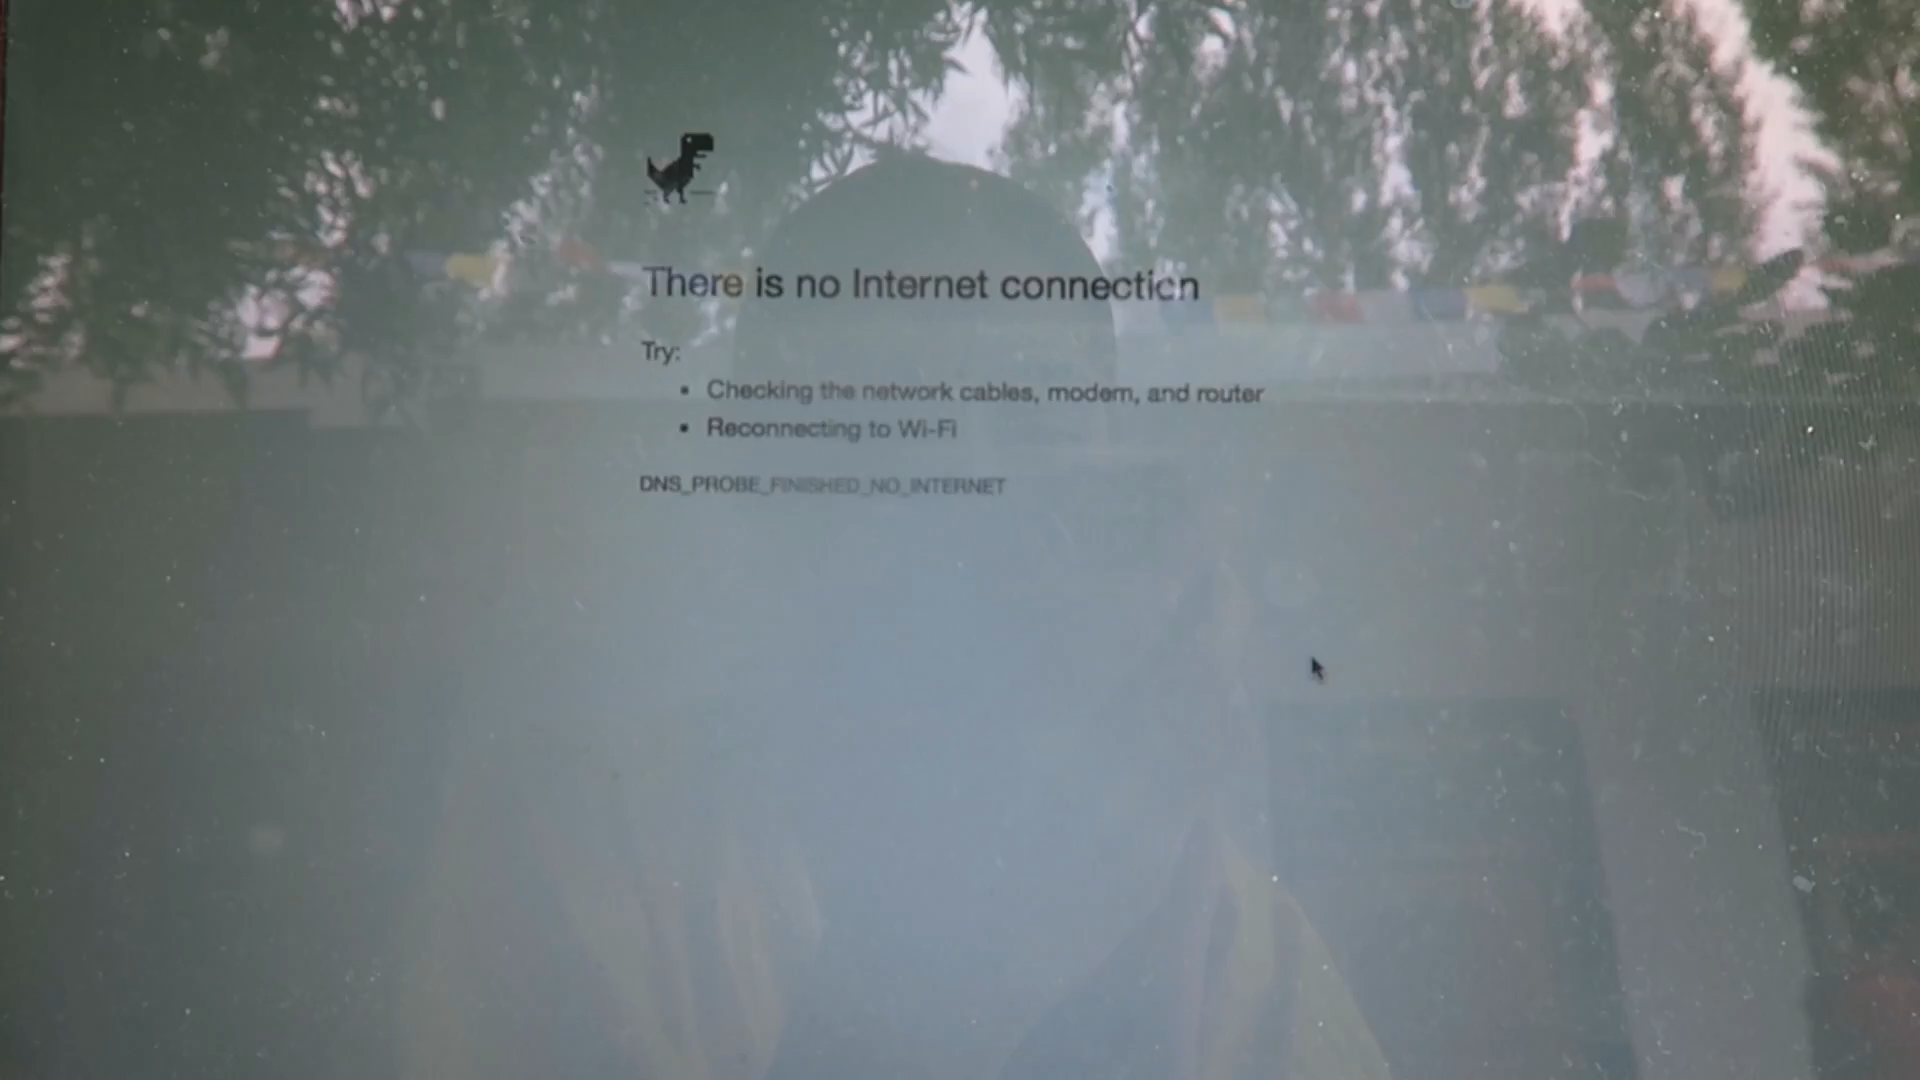 There is no Internet connection
Try:
• Checking the network cables, modem, and router
• Reconnecting to Wi-Fi
DNS_PROBE_FINISHED_NO_INTERNET